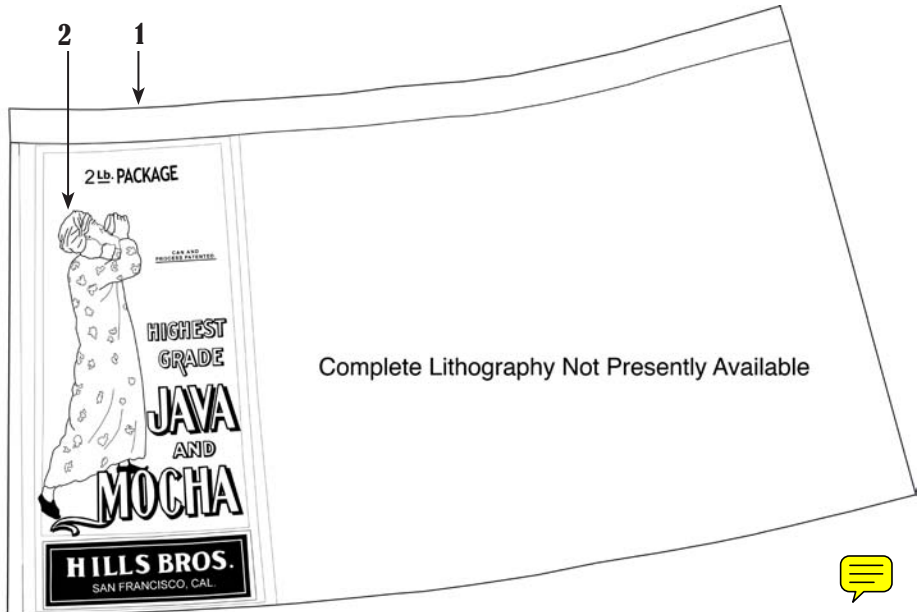 2 1
2 Lb. PACKAGE
CAN AND
PROCESS PATENTED
HIGHEST
GRADE
JAVA
AND
MOCHA
Complete Lithography Not Presently Available
HILLS BROS.
SAN FRANCISCO, CAL.